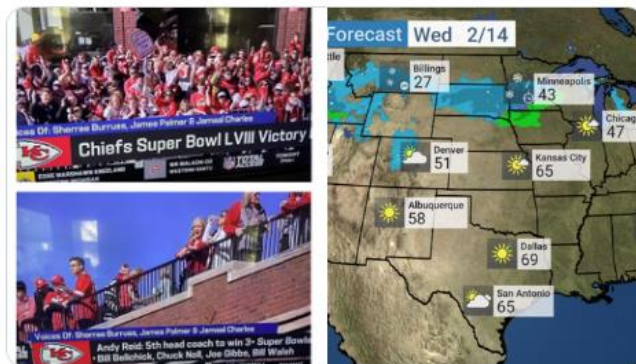 Voices Of: Sherree Burruss, James Palmer & Jamaal Charles
Chiefs Super Bowl LVIII Victory
NFL
Voices Of: Sherree Burruss, James Palmer & Jamaal Charles
Andy Reid: 5th head coach to win 3+ Super Bowls
• Bill Belichick, Chuck Noll, Joe Gibbs, Bill Walsh
Forecast Wed 2/14
Billings
27
Minneapolis
43
Chicago
47
Denver
51
Kansas City
65
Albuquerque
58
Dallas
69
San Antonio
65